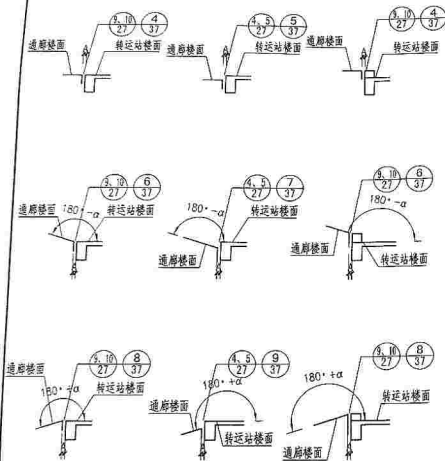 9、10 4 4、5 5 9、10 4
27 37 27 37 27 37
通廊楼面 转运站楼面 通廊楼面 转运站楼面 通廊楼面 转运站楼面
9、10 6 4、5 7 9、10 6
27 37 27 37 27 37
通廊楼面 180°-α 转运站楼面 180°-α 转运站楼面 180°-α
通廊楼面 通廊楼面 转运站楼面
9、10 8 4、5 9 9、10 8
27 37 27 37 27 37
通廊楼面 180°+α 转运站楼面 通廊楼面 180°+α 转运站楼面 180°+α 转运站楼面
通廊楼面